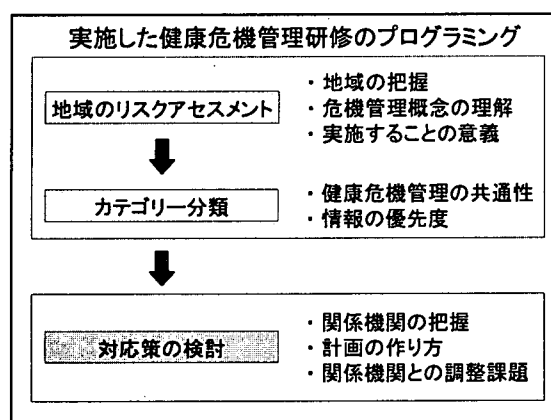 実施した健康危機管理研修のプログラミング
地域のリスクアセスメント
・地域の把握
・危機管理概念の理解
・実施することの意義
カテゴリー分類
・健康危機管理の共通性
・情報の優先度
対応策の検討
・関係機関の把握
・計画の作り方
・関係機関との調整課題